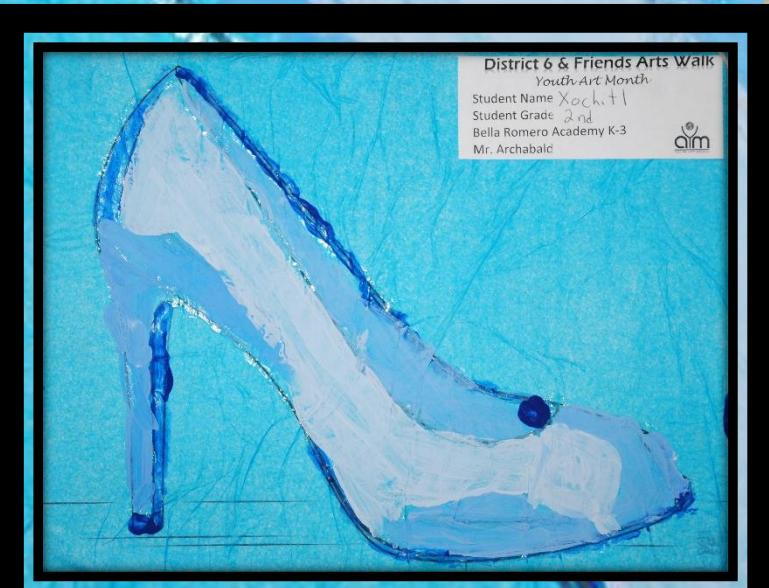 District 6 & Friends Arts Walk
Youth Art Month
Student Name Xochitl
Student Grade 2nd
Bella Romero Academy K-3
Mr. Archabald
aim